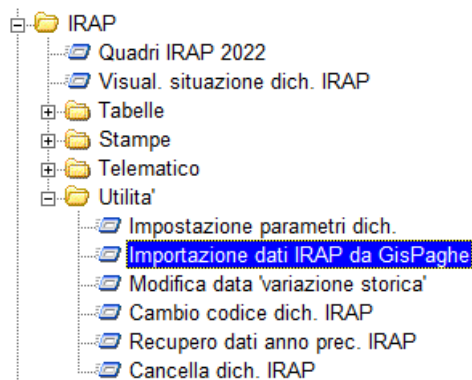 IRAP
Quadri IRAP 2022
Visual. situazione dich. IRAP
Tabelle
Stampe
Telematico
Utilita'
Impostazione parametri dich.
Importazione dati IRAP da GisPaghe
Modifica data 'variazione storica'
Cambio codice dich. IRAP
Recupero dati anno prec. IRAP
Cancella dich. IRAP